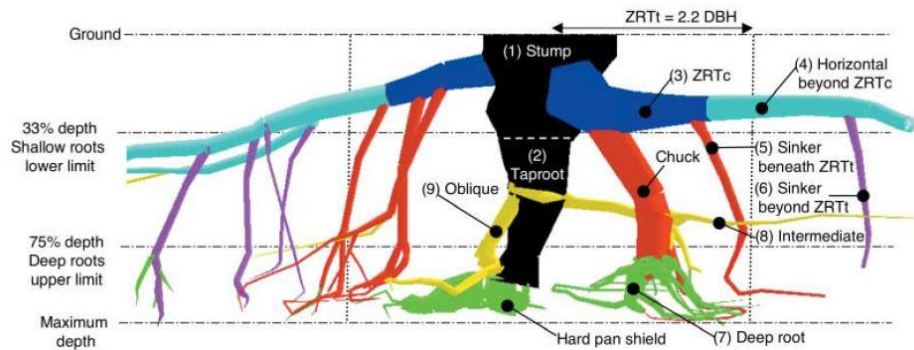 ZRTt = 2.2 DBH
Ground
(1) Stump
(3) ZRTc
(4) Horizontal
beyond ZRTc
33% depth
Shallow roots
lower limit
(2)
Taproot
Chuck
(5) Sinker
beneath ZRTt
(6) Sinker
beyond ZRTt
(9) Oblique
(8) Intermediate
75% depth
Deep roots
upper limit
Maximum
depth
Hard pan shield
(7) Deep root